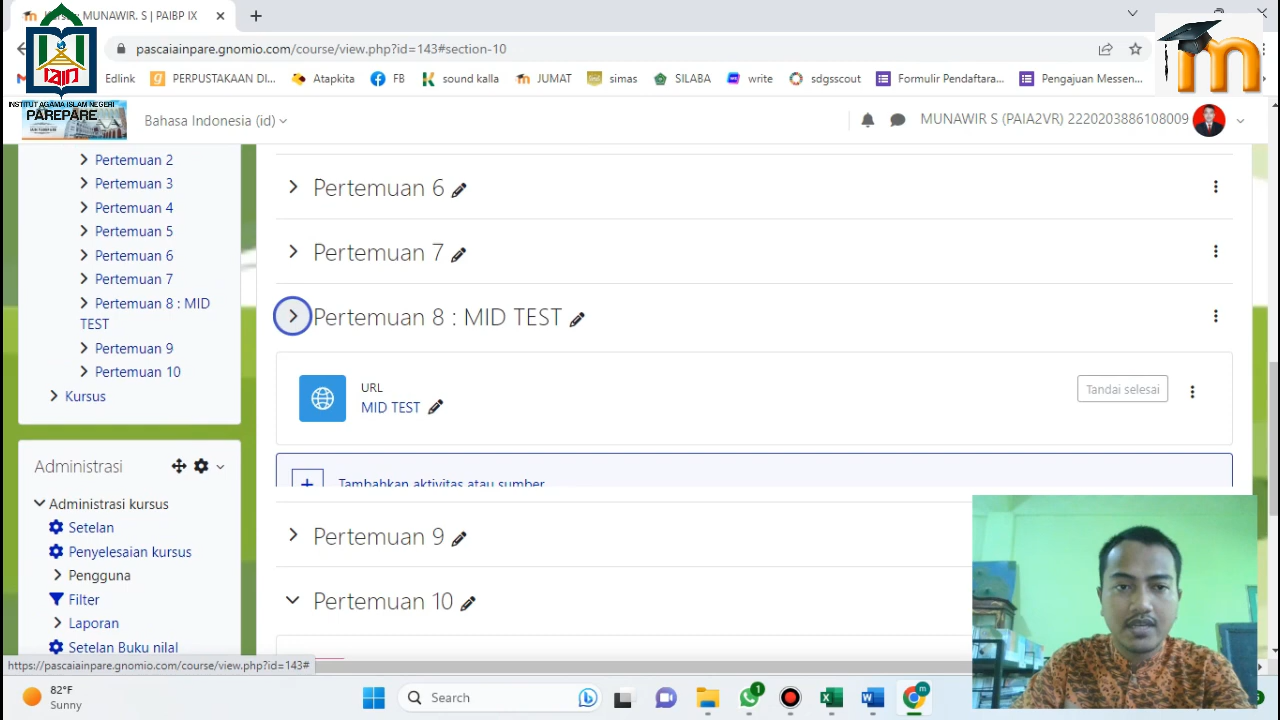 MUNAWIR. S | PAIBP IX
pascaiainpare.gnomio.com/course/view.php?id=143#section-10
Edlink
PERPUSTAKAAN DI...
Atapkita
FB
sound kalla
JUMAT
simas
SILABA
write
sdgsscout
Formulir Pendaftara...
Pengajuan Messen...
iain
INSTITUT AGAMA ISLAM NEGERI
PAREPARE
Bahasa Indonesia (id)
MUNAWIR S (PAIA2VR) 2220203886108009
Pertemuan 2
Pertemuan 3
Pertemuan 4
Pertemuan 5
Pertemuan 6
Pertemuan 7
Pertemuan 8 : MID
TEST
Pertemuan 9
Pertemuan 10
Kursus
Administrasi
Administrasi kursus
Setelan
Penyelesaian kursus
Pengguna
Filter
Laporan
Setelan Buku nilal
Pertemuan 6
Pertemuan 7
Pertemuan 8 : MID TEST
URL
MID TEST
Tandai selesai
Tambahkan aktivitas atau sumber
Pertemuan 9
Pertemuan 10
https://pascaiainpare.gnomio.com/course/view.php?id=143#
82°F
Sunny
Search
1